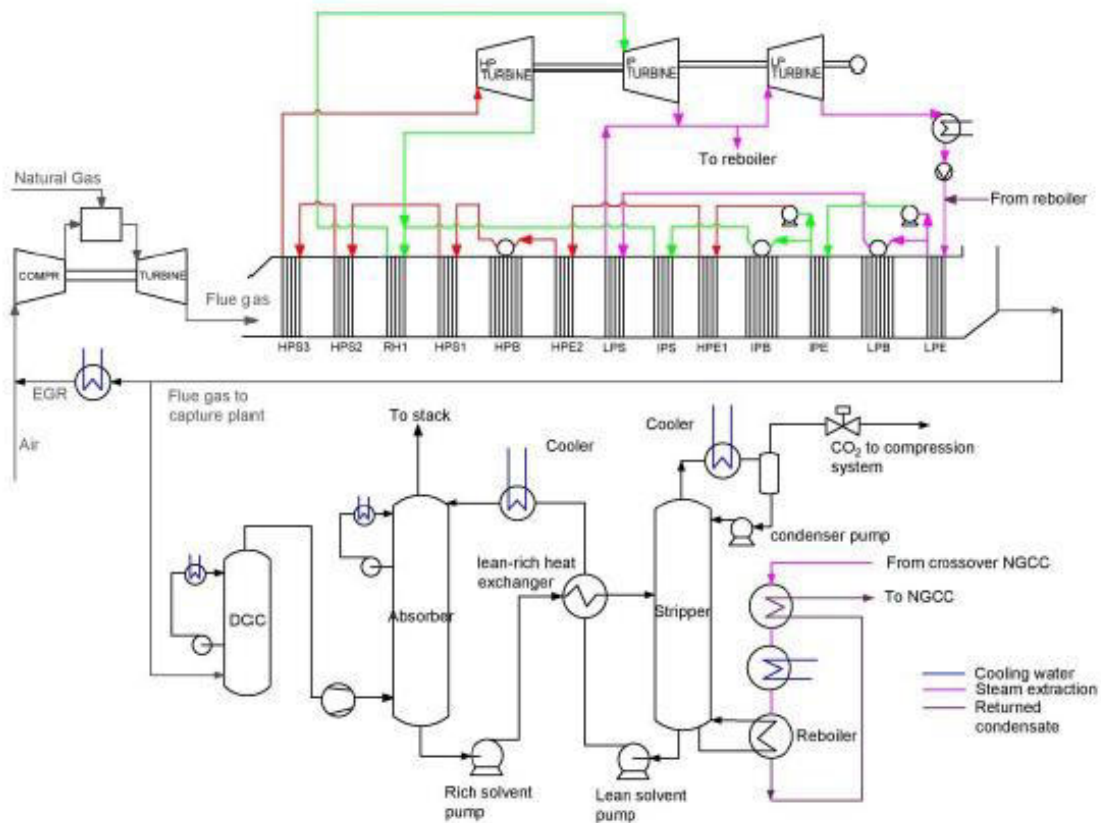 HP
TURBINE
IP
TURBINE
LP
TURBINE
To reboiler
From reboiler
Natural Gas
COMPR
TURBINE
Flue gas
HPS3
HPS2
RH1
HPS1
HPB
HPE2
LPS
IPS
HPE1
IPB
IPE
LPB
LPE
EGR
Flue gas to
capture plant
Air
To stack
Cooler
Cooler
CO₂ to compression
system
condenser pump
lean-rich heat
exchanger
From crossover NGCC
To NGCC
DCC
Absorber
Stripper
Reboiler
Cooling water
Steam extraction
Returned
condensate
Rich solvent
pump
Lean solvent
pump